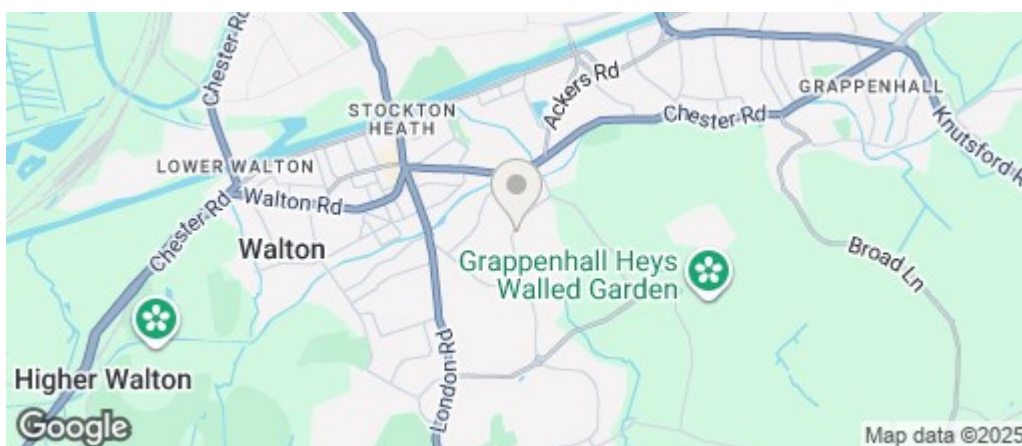 Chester Rd
STOCKTON
HEATH
Ackers Rd
GRAPPENHALL
Chester Rd
Knutsford R
LOWER WALTON
Walton Rd
Chester Rd
Walton
Grappenhall Heys
Walled Garden
Broad Ln
London Rd
Higher Walton
Google
Map data ©2025